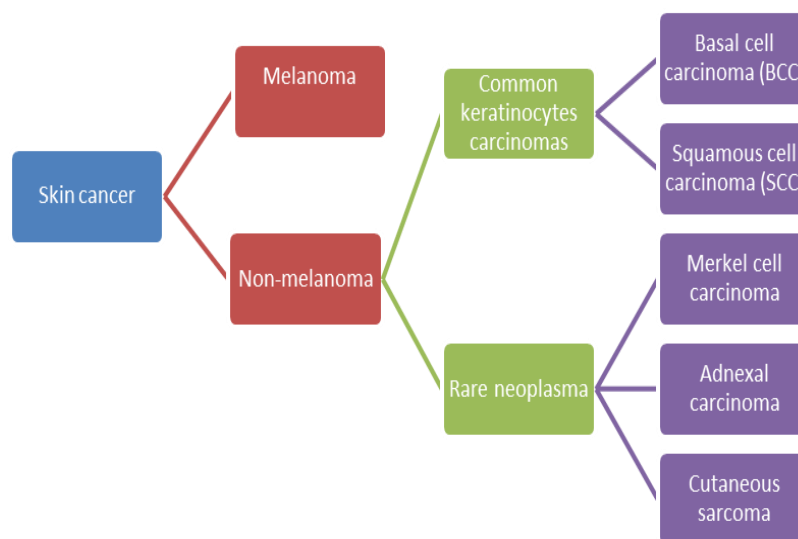 Skin cancer
Melanoma
Non-melanoma
Common
keratinocytes
carcinomas
Rare neoplasma
Basal cell
carcinoma (BCC
Squamous cell
carcinoma (SCC
Merkel cell
carcinoma
Adnexal
carcinoma
Cutaneous
sarcoma